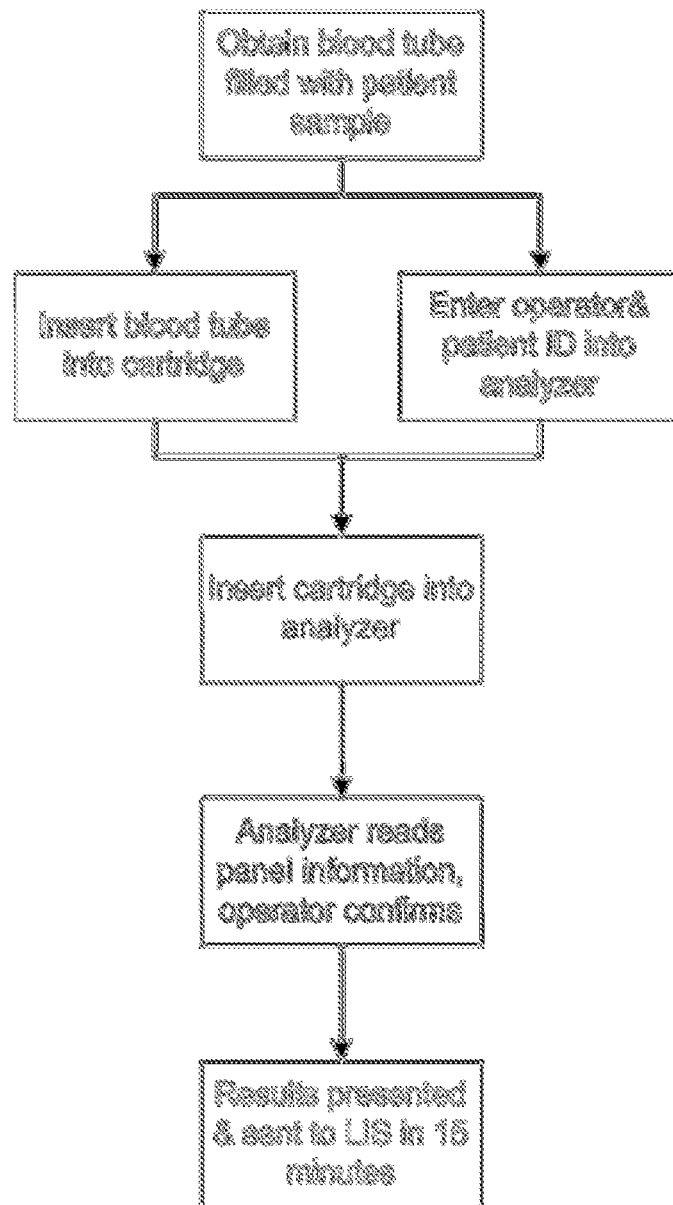 Obtain blood tube
filled with patient
sample
Insert blood tube
into cartridge
Enter operator&
patient ID into
analyzer
Insert cartridge into
analyzer
Analyzer reads
panel information,
operator confirms
Results presented
& sent to LIS in 15
minutes